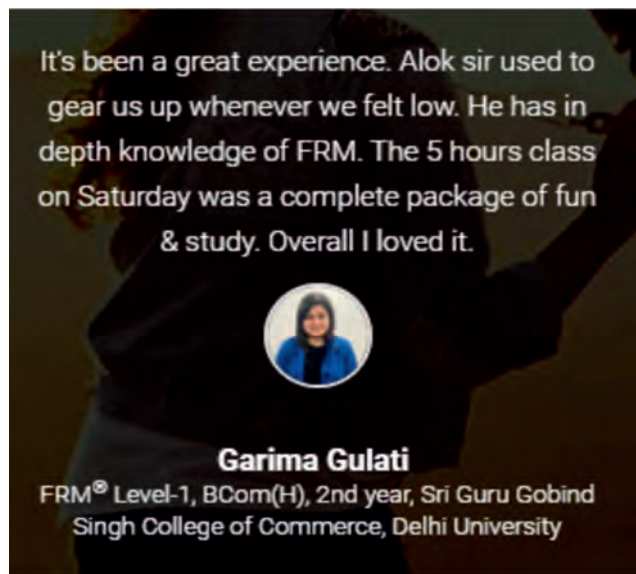 It's been a great experience. Alok sir used to
gear us up whenever we felt low. He has in
depth knowledge of FRM. The 5 hours class
on Saturday was a complete package of fun
& study. Overall I loved it.
Garima Gulati
FRM® Level-1, BCom(H), 2nd year, Sri Guru Gobind
Singh College of Commerce, Delhi University